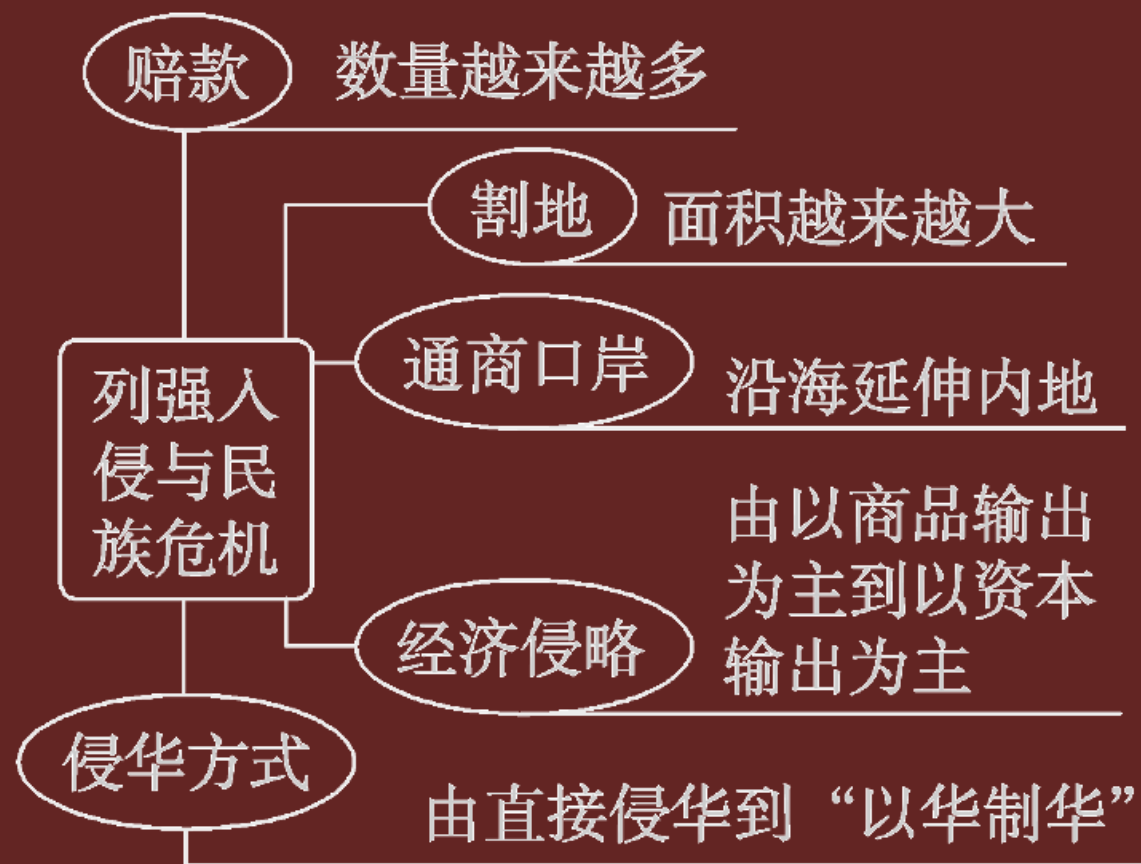 赔款
数量越来越多
割地
面积越来越大
通商口岸
沿海延伸内地
列强入
侵与民
族危机
由以商品输出
为主到以资本
输出为主
经济侵略
侵华方式
由直接侵华到“以华制华”